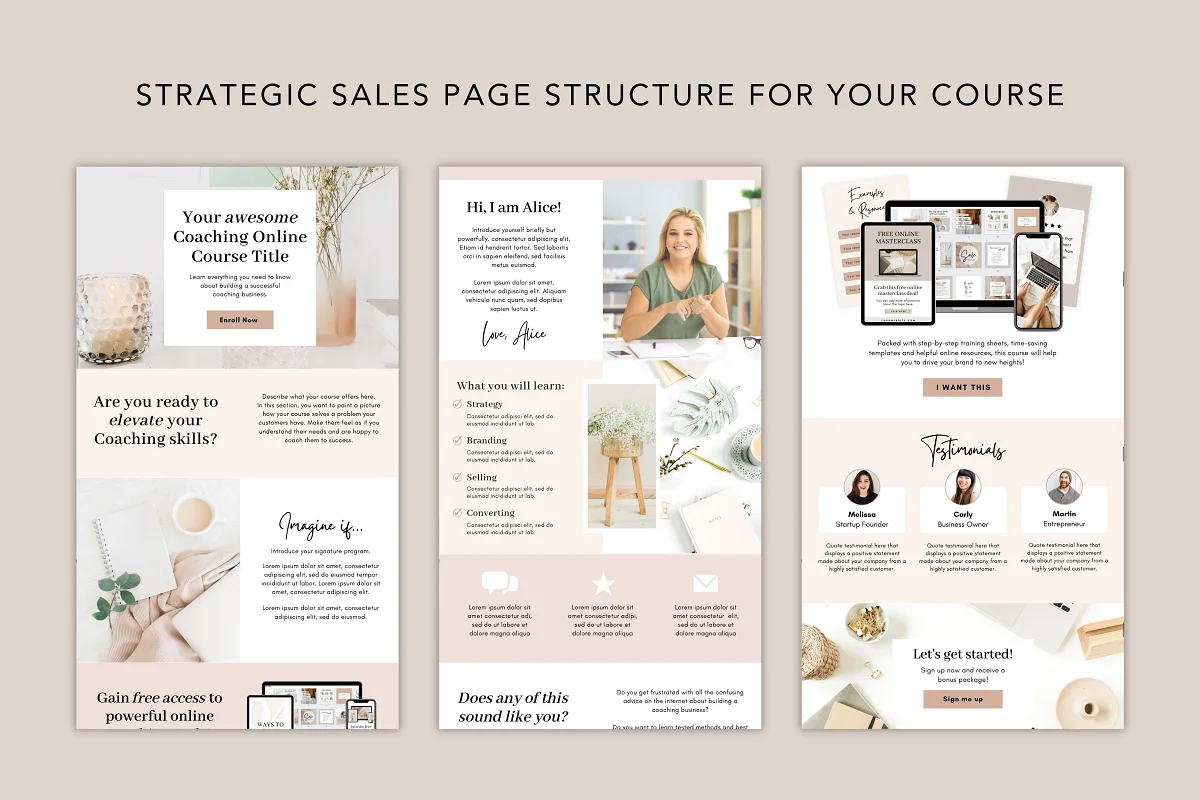 STRATEGIC SALES PAGE STRUCTURE FOR YOUR COURSE
Your awesome
Coaching Online
Course Title
Learn everything you need to know
about building a successful
coaching business.
Enroll Now
Are you ready to
elevate your
Coaching skills?
Describe what your course offers here.
In this section, you want to paint a picture
how your course solves a problem your
customers have. Make them feel as if you
understand their needs and are happy to
coach them to success.
Imagine if...
Introduce your signature program.
Lorem ipsum dolor sit amet, consectetur
adipiscing elit, sed do eiusmod tempor
incididunt ut labore. Lorem ipsum dolor sit
amet, consectetur adipiscing elit.
Lorem ipsum dolor sit amet, consectetur
adipiscing elit, sed do eiusmod.
Gain free access to
powerful online
WAYS TO
Hi, I am Alice!
Introduce yourself briefly but
powerfully. consectetur adipiscing elit.
Etiam id hendrerit tortor. Sed lobortis
orci in sapien eleifend, sed facilisis
metus euismod.
Lorem ipsum dolor sit amet,
consectetur adipiscing elit. Aliquam
vehicula nunc quam, sed dapibus
sapien luctus ut.
Love, Alice
What you will learn:
Strategy
Consectetur adipisci elit, sed do
eiusmod incididunt ut lab.
Branding
Consectetur adipisci elit, sed do
eiusmod incididunt ut lab.
Selling
Consectetur adipisci elit, sed do
eiusmod incididunt ut lab.
Converting
Consectetur adipisci elit, sed do
eiusmod incididunt ut lab.
NOTES
Lorem ipsum dolor sit
amet consectetur adi,
sed do ut labore et
dolore magna aliqua
Lorem ipsum dolor sit
amet consectetur adipi,
sed do ut labore et
dolore magna aliqua
Lorem ipsum dolor sit
amet consectetur elit,
sed do ut labore et
dolore magna aliqua
Does any of this
sound like you?
Do you get frustrated with all the confusing
advice on the internet about building a
coaching business?
Do you want to learn tested methods and best
Examples
&
FREE ONLINE
MASTERCLASS
Grab this free online
masterclass deal!
Sale
Packed with step-by-step training sheets, time-saving
templates and helpful online resources, this course will help
you to drive your brand to new heights!
I WANT THIS
Testimonials
Melissa
Startup Founder
Quote testimonial here that
displays a positive statement
made about your company from a
highly satisfied customer.
Carly
Business Owner
Quote testimonial here that
displays a positive statement
made about your company from a
highly satisfied customer.
Martin
Entrepreneur
Quote testimonial here that
displays a positive statement
made about your company from a
highly satisfied customer.
Let's get started!
Sign up now and receive a
bonus package!
Sign me up